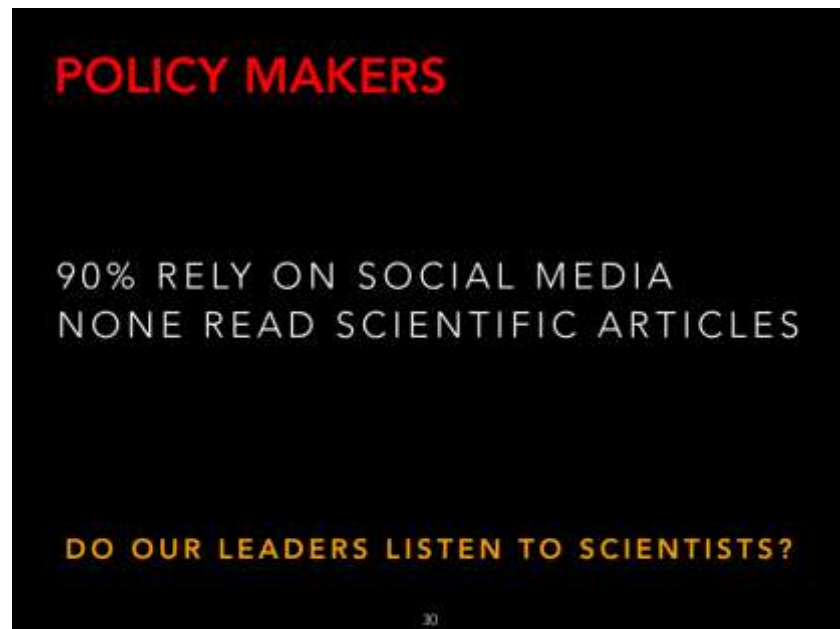 POLICY MAKERS
90% RELY ON SOCIAL MEDIA
NONE READ SCIENTIFIC ARTICLES
DO OUR LEADERS LISTEN TO SCIENTISTS?
30